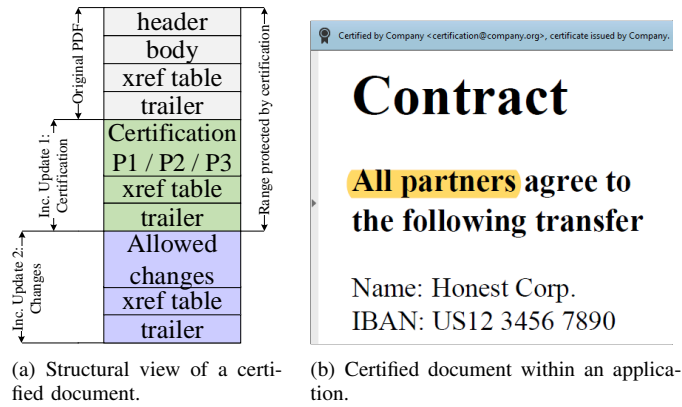 Original PDF
header
body
xref table
trailer
Inc. Update 1:
Certification
Certification
P1 / P2 / P3
xref table
trailer
Range protected by certification
Inc. Update 2:
Changes
Allowed
changes
xref table
trailer
(a) Structural view of a certi-
fied document.
Certified by Company <certification@company.org>, certificate issued by Company.
Contract
All partners agree to
the following transfer
Name: Honest Corp.
IBAN: US12 3456 7890
(b) Certified document within an applica-
tion.